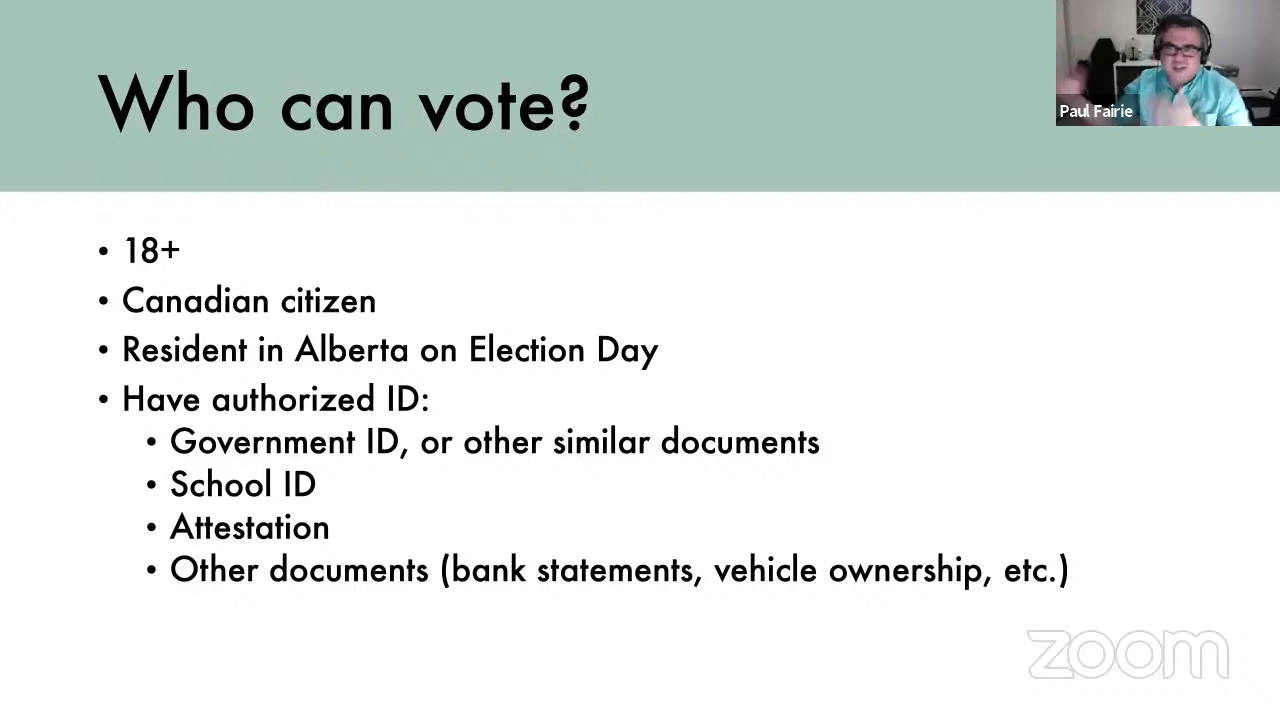 Who can vote?
Paul Fairie
• 18+
• Canadian citizen
• Resident in Alberta on Election Day
• Have authorized ID:
• Government ID, or other similar documents
• School ID
• Attestation
• Other documents (bank statements, vehicle ownership, etc.)
zoom